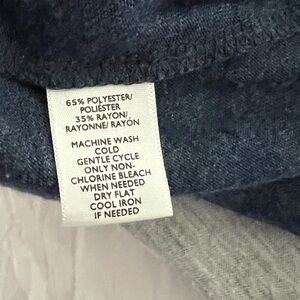 65% POLYESTER/
POLIÉSTER
35% RAYON/
RAYONNE/ RAYÓN
MACHINE WASH
COLD
GENTLE CYCLE
ONLY NON-
CHLORINE BLEACH
WHEN NEEDED
DRY FLAT
COOL IRON
IF NEEDED